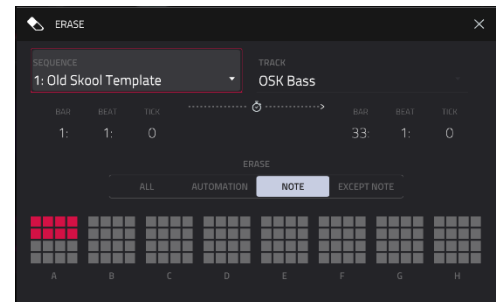 ERASE
SEQUENCE
TRACK
1: Old Skool Template
OSK Bass
BAR BEAT TICK
BAR BEAT TICK
1: 1: 0
33: 1: 0
ERASE
ALL AUTOMATION NOTE EXCEPT NOTE
A B C D E F G H